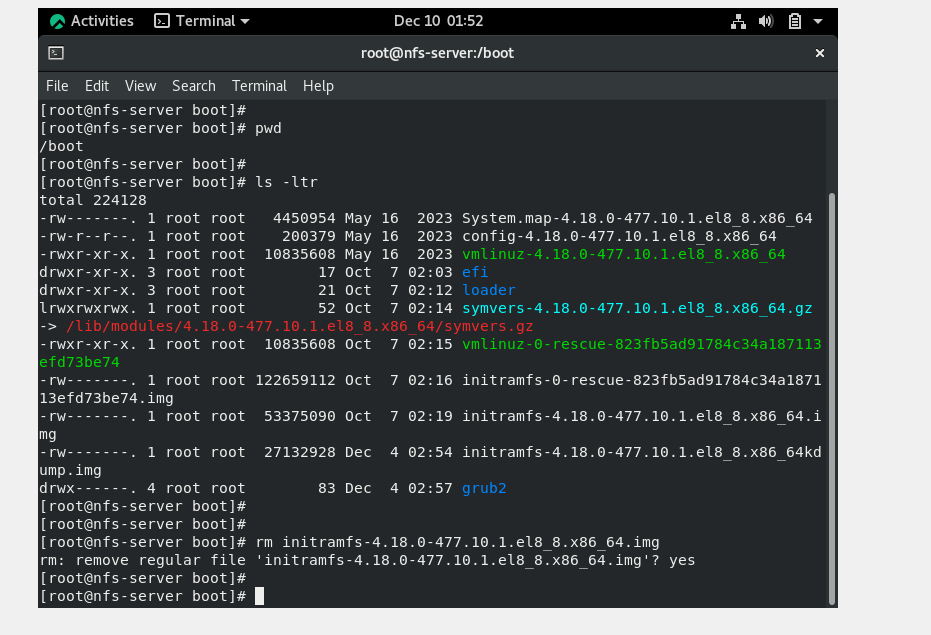 Activities Terminal Dec 10 01:52
root@nfs-server:/boot ×
File Edit View Search Terminal Help
[root@nfs-server boot]#
[root@nfs-server boot]# pwd
/boot
[root@nfs-server boot]#
[root@nfs-server boot]# ls -ltr
total 224128
-rw-------. 1 root root   4450954 May 16  2023 System.map-4.18.0-477.10.1.el8_8.x86_64
-rw-r--r--. 1 root root    200379 May 16  2023 config-4.18.0-477.10.1.el8_8.x86_64
-rwxr-xr-x. 1 root root  10835608 May 16  2023 vmlinuz-4.18.0-477.10.1.el8_8.x86_64
drwxr-xr-x. 3 root root        17 Oct  7 02:03 efi
drwxr-xr-x. 3 root root        21 Oct  7 02:12 loader
lrwxrwxrwx. 1 root root        52 Oct  7 02:14 symvers-4.18.0-477.10.1.el8_8.x86_64.gz
-> /lib/modules/4.18.0-477.10.1.el8_8.x86_64/symvers.gz
-rwxr-xr-x. 1 root root  10835608 Oct  7 02:15 vmlinuz-0-rescue-823fb5ad91784c34a187113
efd73be74
-rw-------. 1 root root 122659112 Oct  7 02:16 initramfs-0-rescue-823fb5ad91784c34a1871
13efd73be74.img
-rw-------. 1 root root  53375090 Oct  7 02:19 initramfs-4.18.0-477.10.1.el8_8.x86_64.i
mg
-rw-------. 1 root root  27132928 Dec  4 02:54 initramfs-4.18.0-477.10.1.el8_8.x86_64kd
ump.img
drwx------. 4 root root        83 Dec  4 02:57 grub2
[root@nfs-server boot]#
[root@nfs-server boot]#
[root@nfs-server boot]# rm initramfs-4.18.0-477.10.1.el8_8.x86_64.img
rm: remove regular file 'initramfs-4.18.0-477.10.1.el8_8.x86_64.img'? yes
[root@nfs-server boot]#
[root@nfs-server boot]#